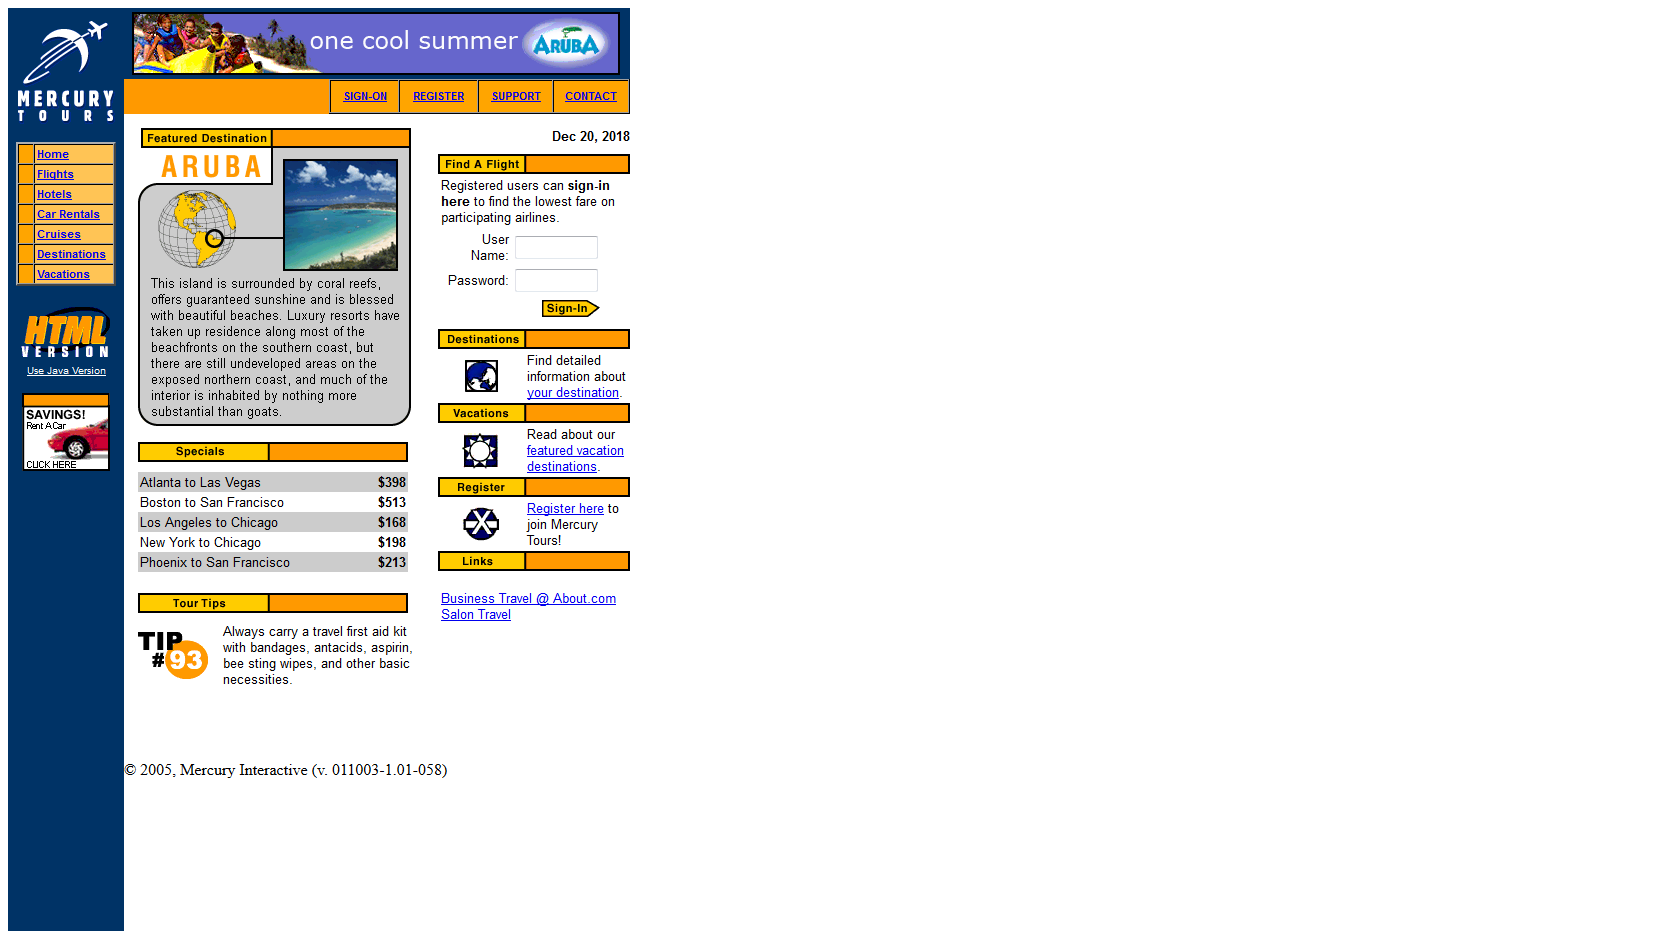 one cool summer
ARUBA
MERCURY
TOURS
SIGN-ON
REGISTER
SUPPORT
CONTACT
Home
Flights
Hotels
Car Rentals
Cruises
Destinations
Vacations
HTML
VERSION
Use Java Version
SAVINGS!
Rent A Car
CLICK HERE
Featured Destination
ARUBA
This island is surrounded by coral reefs,
offers guaranteed sunshine and is blessed
with beautiful beaches. Luxury resorts have
taken up residence along most of the
beachfronts on the southern coast, but
there are still undeveloped areas on the
exposed northern coast, and much of the
interior is inhabited by nothing more
substantial than goats.
Specials
Atlanta to Las Vegas $398
Boston to San Francisco $513
Los Angeles to Chicago $168
New York to Chicago $198
Phoenix to San Francisco $213
Tour Tips
TIP
#93
Always carry a travel first aid kit
with bandages, antacids, aspirin,
bee sting wipes, and other basic
necessities.
Dec 20, 2018
Find A Flight
Registered users can sign-in
here to find the lowest fare on
participating airlines.
User
Name:
Password:
Sign-In
Destinations
Find detailed
information about
your destination.
Vacations
Read about our
featured vacation
destinations.
Register
Register here to
join Mercury
Tours!
Links
Business Travel @ About.com
Salon Travel
© 2005, Mercury Interactive (v. 011003-1.01-058)